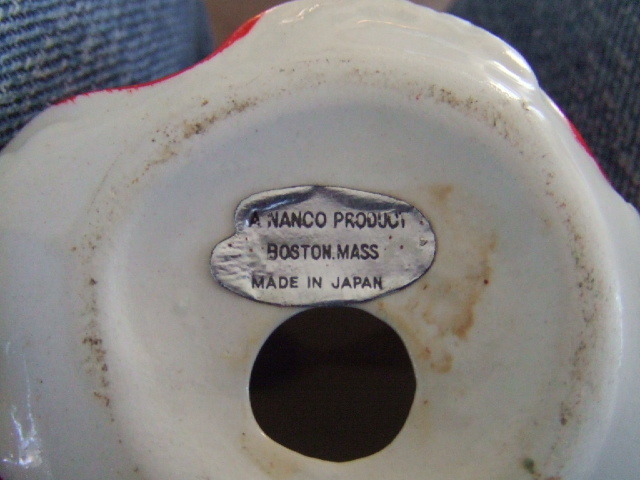 A NANCO PRODUCT
BOSTON.MASS
MADE IN JAPAN